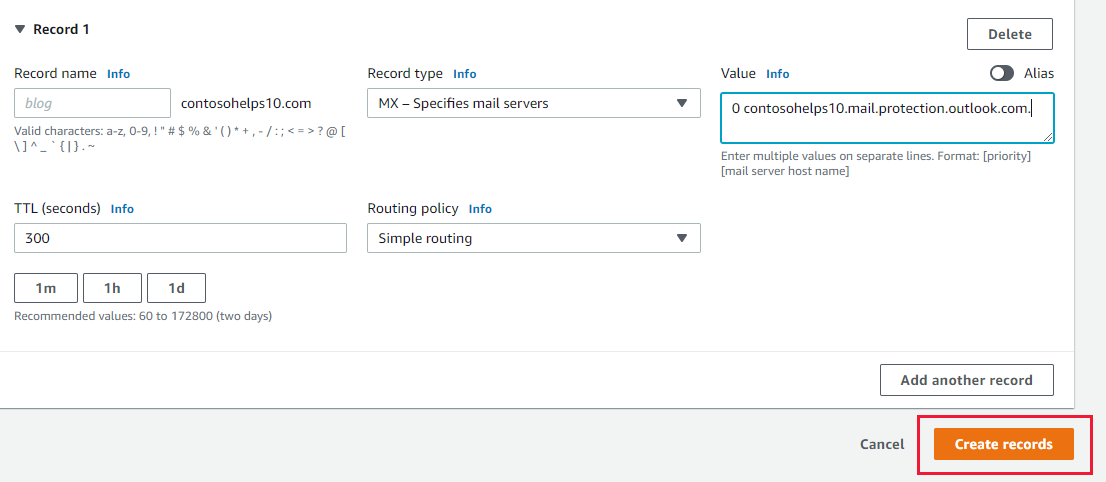 Record 1
Delete
Record name Info
blog contosohelps10.com
Valid characters: a-z, 0-9, ! " # $ % & ' ( ) * + , - / : ; < = > ? @ [
\ ] ^ _ ` { | } . ~
Record type Info
MX – Specifies mail servers
Value Info
Alias
0 contosohelps10.mail.protection.outlook.com.
Enter multiple values on separate lines. Format: [priority]
[mail server host name]
TTL (seconds) Info
300
1m 1h 1d
Recommended values: 60 to 172800 (two days)
Routing policy Info
Simple routing
Add another record
Cancel
Create records